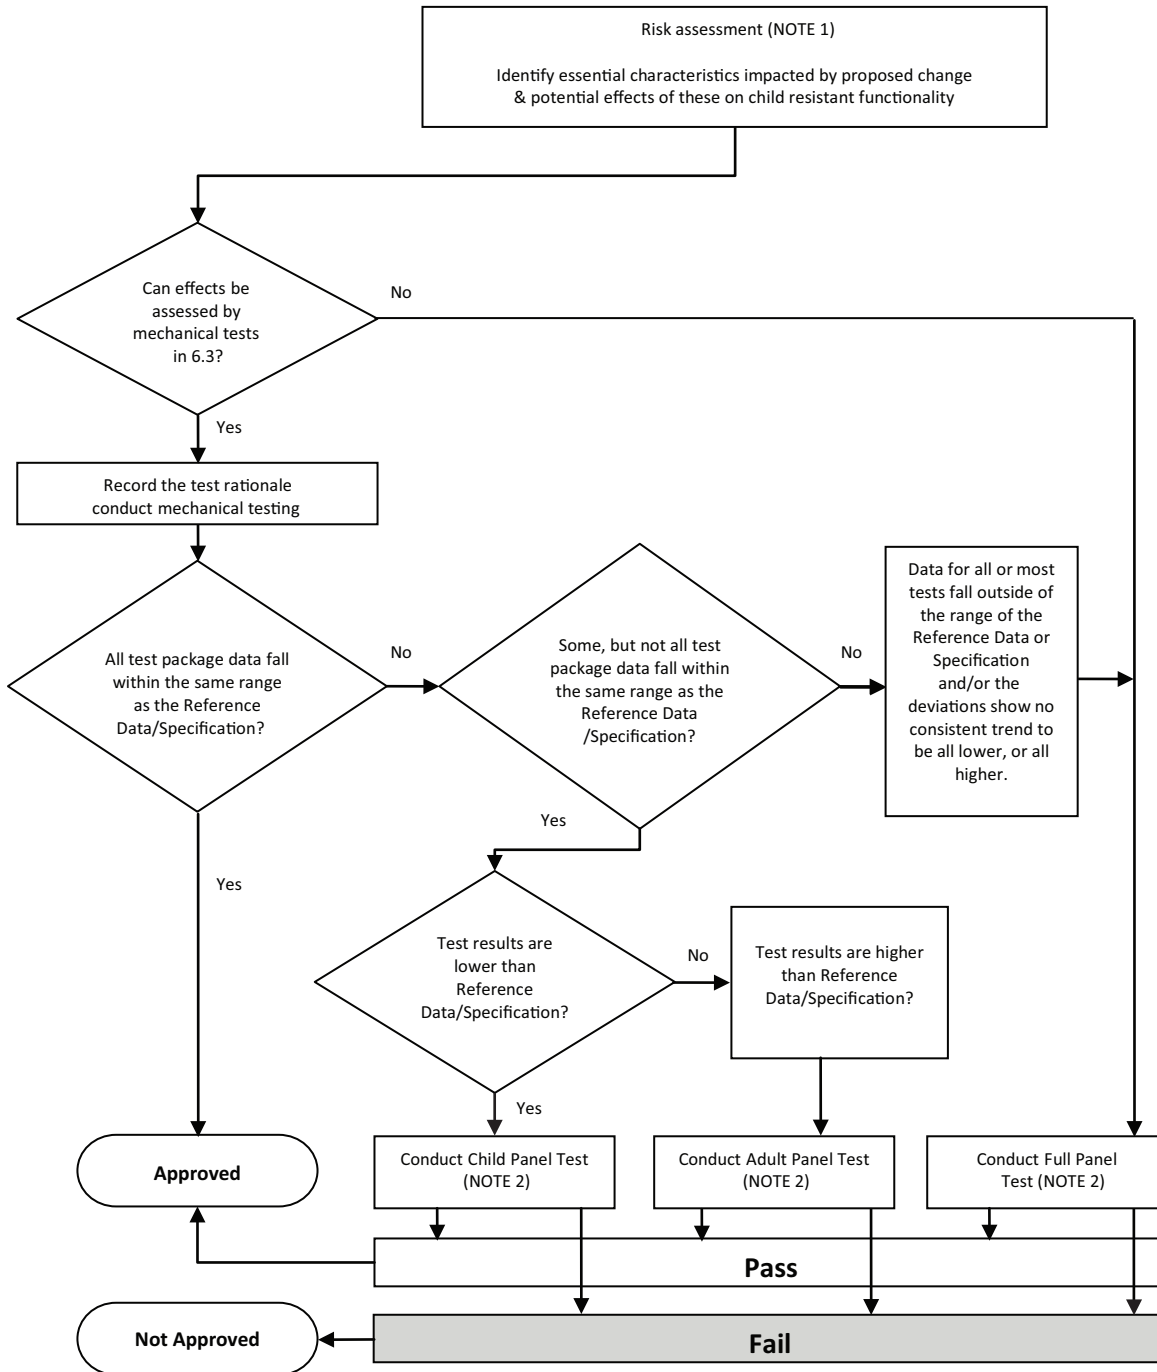 Risk assessment (NOTE 1)
Identify essential characteristics impacted by proposed change
& potential effects of these on child resistant functionality
Can effects be
assessed by
mechanical tests
in 6.3?
No
Yes
Record the test rationale
conduct mechanical testing
All test package data fall
within the same range
as the Reference
Data/Specification?
No
Some, but not all test
package data fall within
the same range as the
Reference Data
/Specification?
No
Data for all or most
tests fall outside of
the range of the
Reference Data or
Specification
and/or the
deviations show no
consistent trend to
be all lower, or all
higher.
Yes
Yes
Test results are
lower than
Reference
Data/Specification?
No
Test results are higher
than Reference
Data/Specification?
Yes
Approved
Conduct Child Panel Test
(NOTE 2)
Conduct Adult Panel Test
(NOTE 2)
Conduct Full Panel
Test (NOTE 2)
Pass
Not Approved
Fail